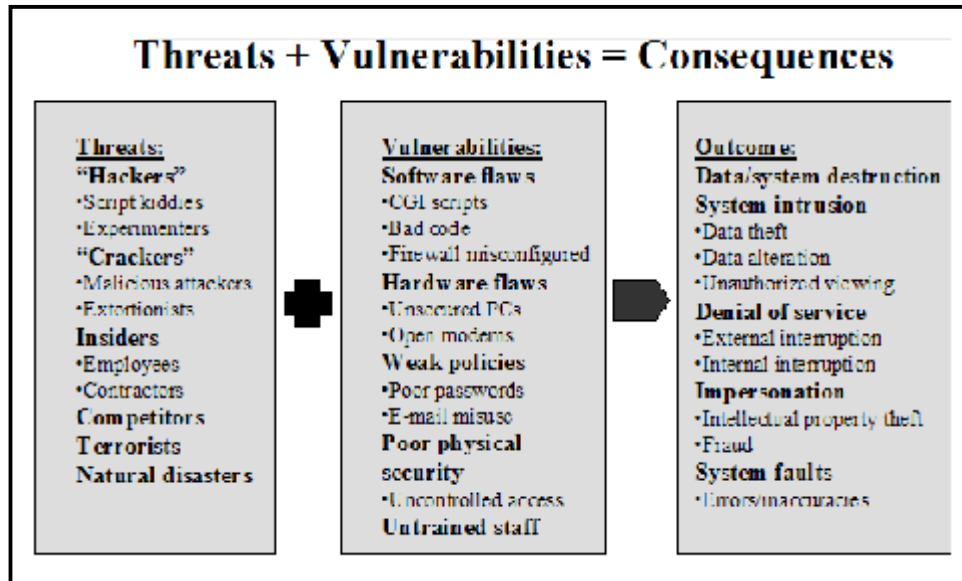 Threats + Vulnerabilities = Consequences
Threats:
“Hackers”
•Script kiddies
•Experimenters
“Crackers”
•Malicious attackers
•Extortionists
Insiders
•Employees
•Contractors
Competitors
Terrorists
Natural disasters
Vulnerabilities:
Software flaws
•CGI scripts
•Bad code
•Firewall misconfigured
Hardware flaws
•Unsecured PCs
•Open modems
Weak policies
•Poor passwords
•E-mail misuse
Poor physical
security
•Uncontrolled access
Untrained staff
Outcome:
Data/system destruction
System intrusion
•Data theft
•Data alteration
•Unauthorized viewing
Denial of service
•External interruption
•Internal interruption
Impersonation
•Intellectual property theft
•Fraud
System faults
•Errors/inaccuracies